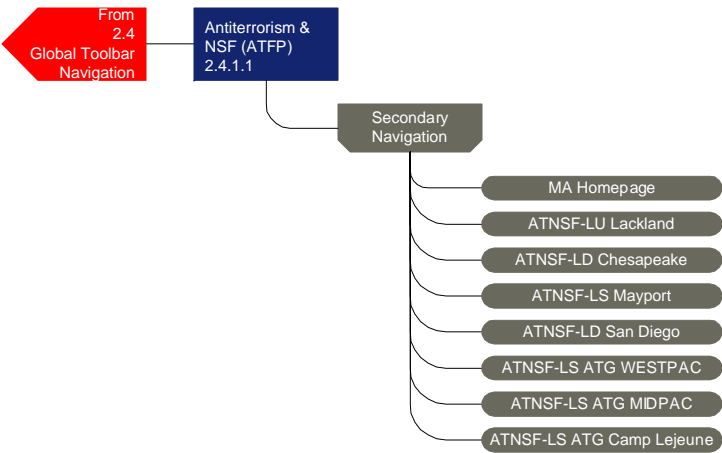 From
2.4
Global Toolbar
Navigation
Antiterrorism &
NSF (ATFP)
2.4.1.1
Secondary
Navigation
MA Homepage
ATNSF-LU Lackland
ATNSF-LD Chesapeake
ATNSF-LS Mayport
ATNSF-LD San Diego
ATNSF-LS ATG WESTPAC
ATNSF-LS ATG MIDPAC
ATNSF-LS ATG Camp Lejeune